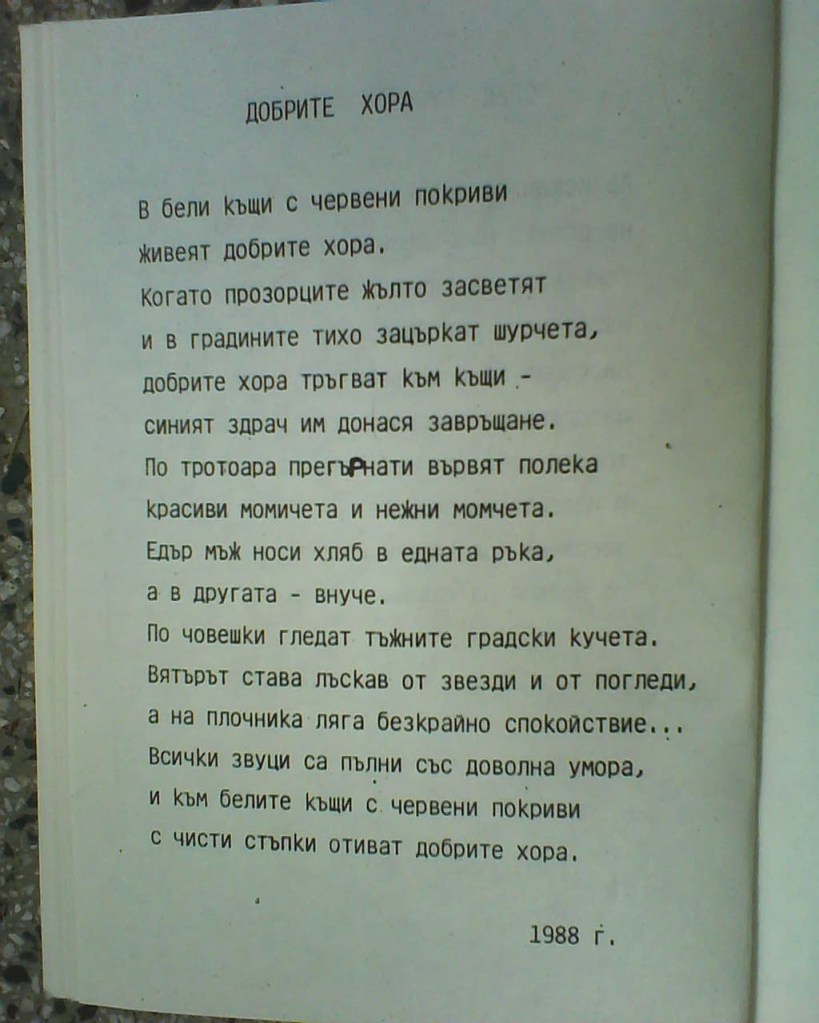 ДОБРИТЕ ХОРА
В бели къщи с червени покриви
живеят добрите хора.
Когато прозорците жълто засветят
и в градините тихо зацъркат шурчета,
добрите хора тръгват към къщи -
синият здрач им донася завръщане.
По тротоара прегърнати вървят полека
красиви момичета и нежни момчета.
Едър мъж носи хляб в едната ръка,
а в другата - внуче.
По човешки гледат тъжните градски кучета.
Вятърът става лъскав от звезди и от погледи,
а на плочника ляга безкрайно спокойствие...
Всички звуци са пълни със доволна умора,
и към белите къщи с червени покриви
с чисти стъпки отиват добрите хора.
1988 г.